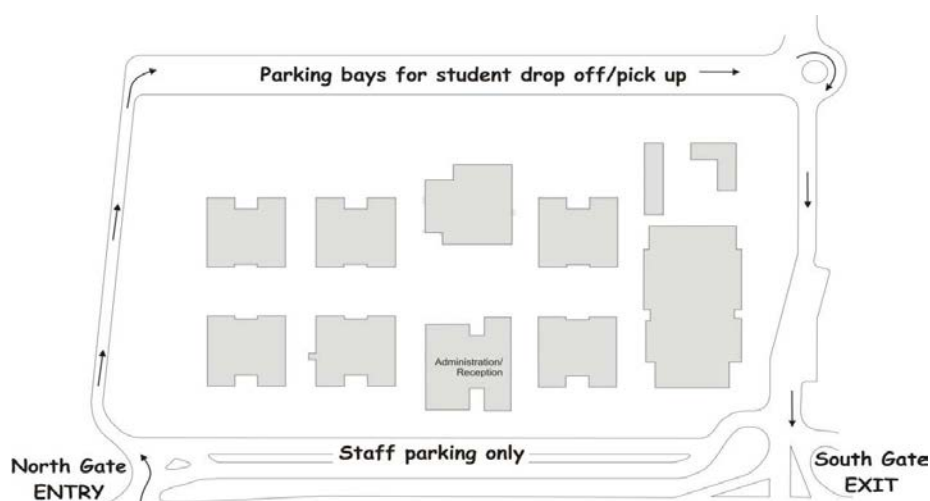 Parking bays for student drop off/pick up
Administration/
Reception
Staff parking only
North Gate
ENTRY
South Gate
EXIT